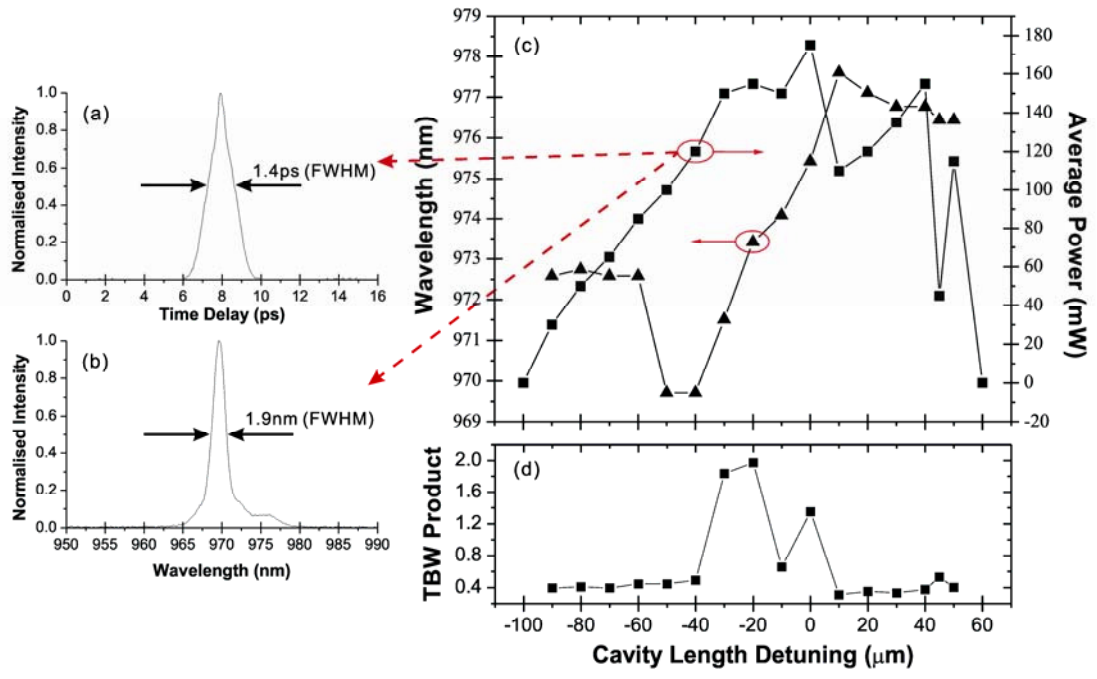 (a)
Normalised Intensity
1.0
0.8
0.6
0.4
0.2
0.0
1.4ps (FWHM)
0 2 4 6 8 10 12 14 16
Time Delay (ps)
(b)
Normalised Intensity
1.0
0.8
0.6
0.4
0.2
0.0
1.9nm (FWHM)
950 955 960 965 970 975 980 985 990
Wavelength (nm)
(c)
Wavelength (nm)
979
978
977
976
975
974
973
972
971
970
969
Average Power (mW)
180
160
140
120
100
80
60
40
20
0
-20
(d)
TBW Product
2.0
1.6
1.2
0.8
0.4
-100 -80 -60 -40 -20 0 20 40 60
Cavity Length Detuning (μm)